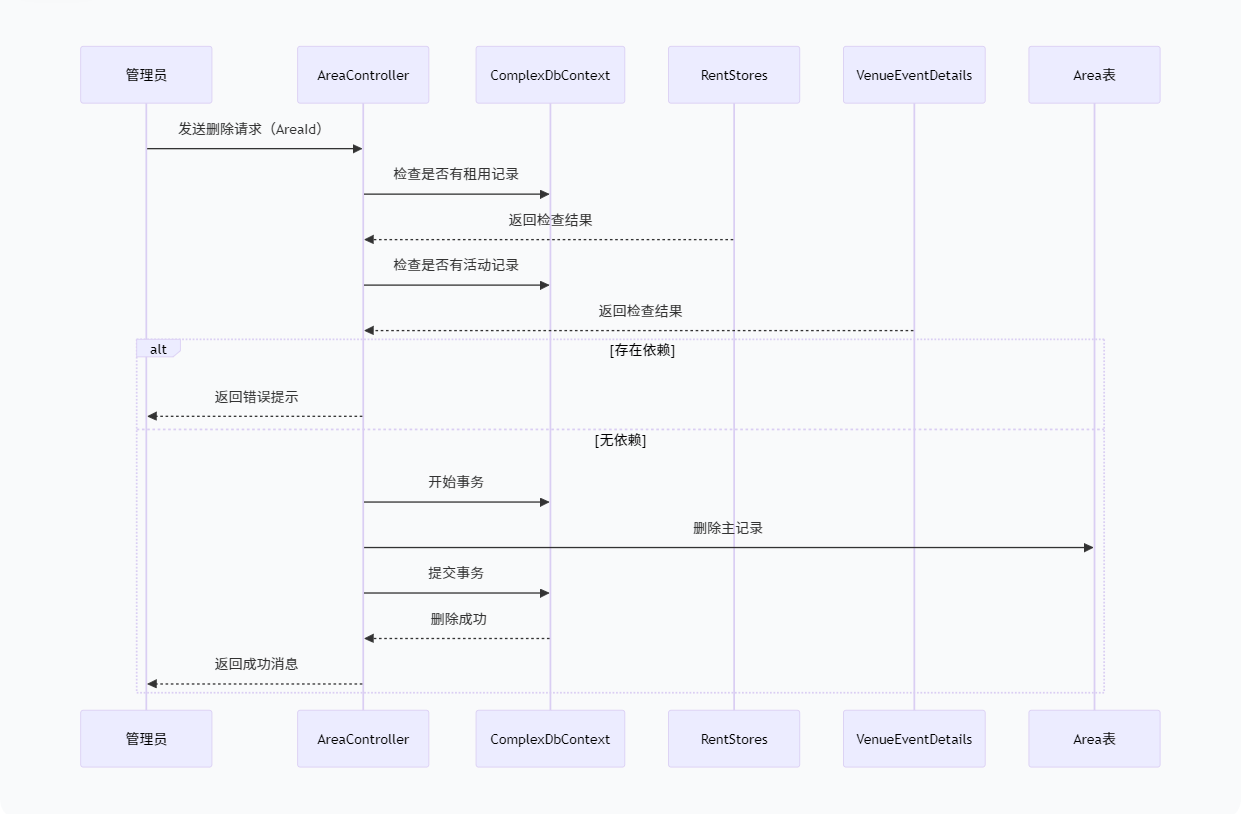 管理员
AreaController
ComplexDbContext
RentStores
VenueEventDetails
Area表
发送删除请求（AreaId）
检查是否有租用记录
返回检查结果
检查是否有活动记录
返回检查结果
alt
[存在依赖]
返回错误提示
[无依赖]
开始事务
删除主记录
提交事务
删除成功
返回成功消息
管理员
AreaController
ComplexDbContext
RentStores
VenueEventDetails
Area表